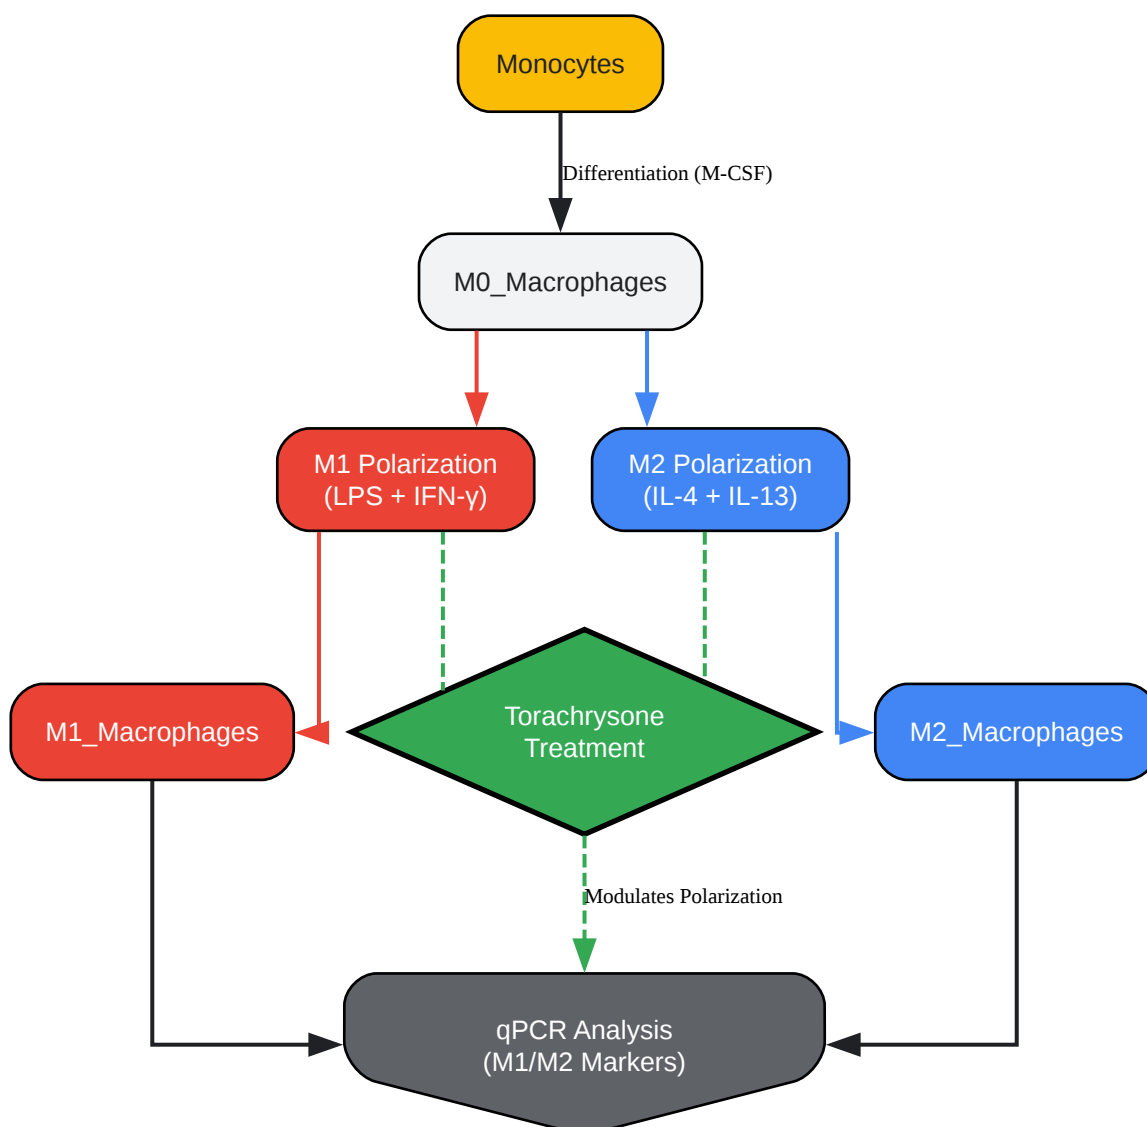 Monocytes
Differentiation (M-CSF)
M0_Macrophages
M1 Polarization
(LPS + IFN-γ)
M2 Polarization
(IL-4 + IL-13)
M1_Macrophages
Torachrysone
Treatment
M2_Macrophages
Modulates Polarization
qPCR Analysis
(M1/M2 Markers)